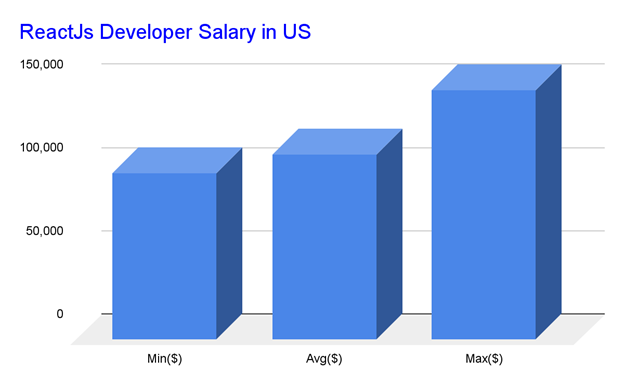 ReactJs Developer Salary in US
150,000
100,000
50,000
0
Min($) Avg($) Max($)